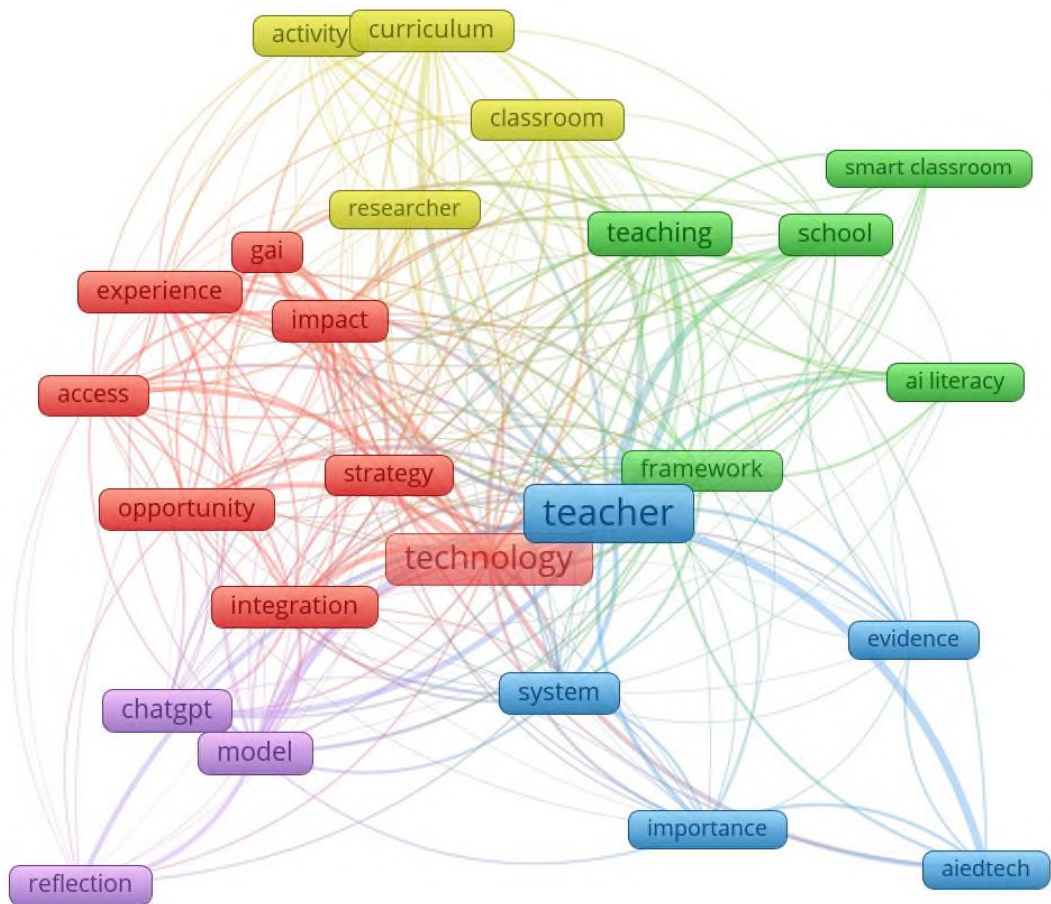 activity
curriculum
classroom
smart classroom
researcher
teaching
school
gai
experience
impact
access
ai literacy
strategy
framework
opportunity
teacher
technology
integration
evidence
system
chatgpt
model
importance
aiedtech
reflection